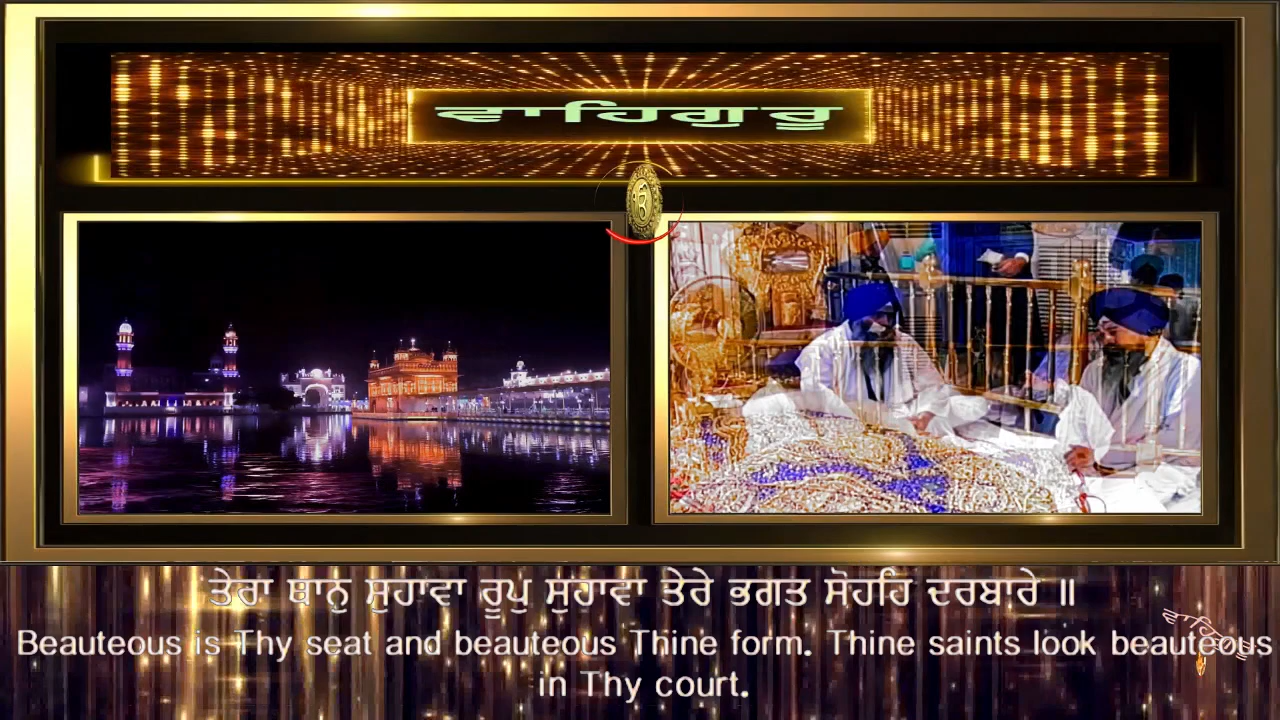 ਵਾਹਿਗੁਰੂ
ੴ
ਤੇਰਾ ਥਾਨੁ ਸੁਹਾਵਾ ਰੂਪੁ ਸੁਹਾਵਾ ਤੇਰੇ ਭਗਤ ਸੋਹਹਿ ਦਰਬਾਰੇ ॥
Beauteous is Thy seat and beauteous Thine form. Thine saints look beauteous
in Thy court.